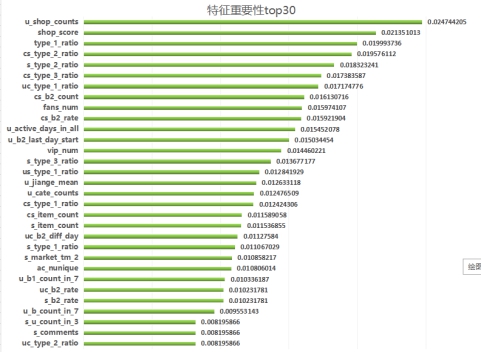 特征重要性top30
u_shop_counts 0.024744205
shop_score 0.021351013
type_1_ratio 0.019993736
cs_type_2_ratio 0.019576112
s_type_2_ratio 0.018323241
cs_type_3_ratio 0.017383587
uc_type_1_ratio 0.017174776
cs_b2_count 0.016130716
fans_num 0.015974107
cs_b2_rate 0.015921904
u_active_days_in_all 0.015452078
u_b2_last_day_start 0.015034454
vip_num 0.014460221
s_type_3_ratio 0.013677177
us_type_1_ratio 0.012841929
u_jiange_mean 0.012633118
u_cate_counts 0.012476509
cs_type_1_ratio 0.012424306
cs_item_count 0.011589058
s_item_count 0.011536855
uc_b2_diff_day 0.01127584
s_type_1_ratio 0.011067029
s_market_tm_2 0.010858217
ac_nunique 0.010806014
u_b1_count_in_7 0.010336187
uc_b2_rate 0.010231781
s_b2_rate 0.010231781
u_b_count_in_7 0.009553143
s_u_count_in_3 0.008195866
s_comments 0.008195866
uc_type_2_ratio 0.008195866